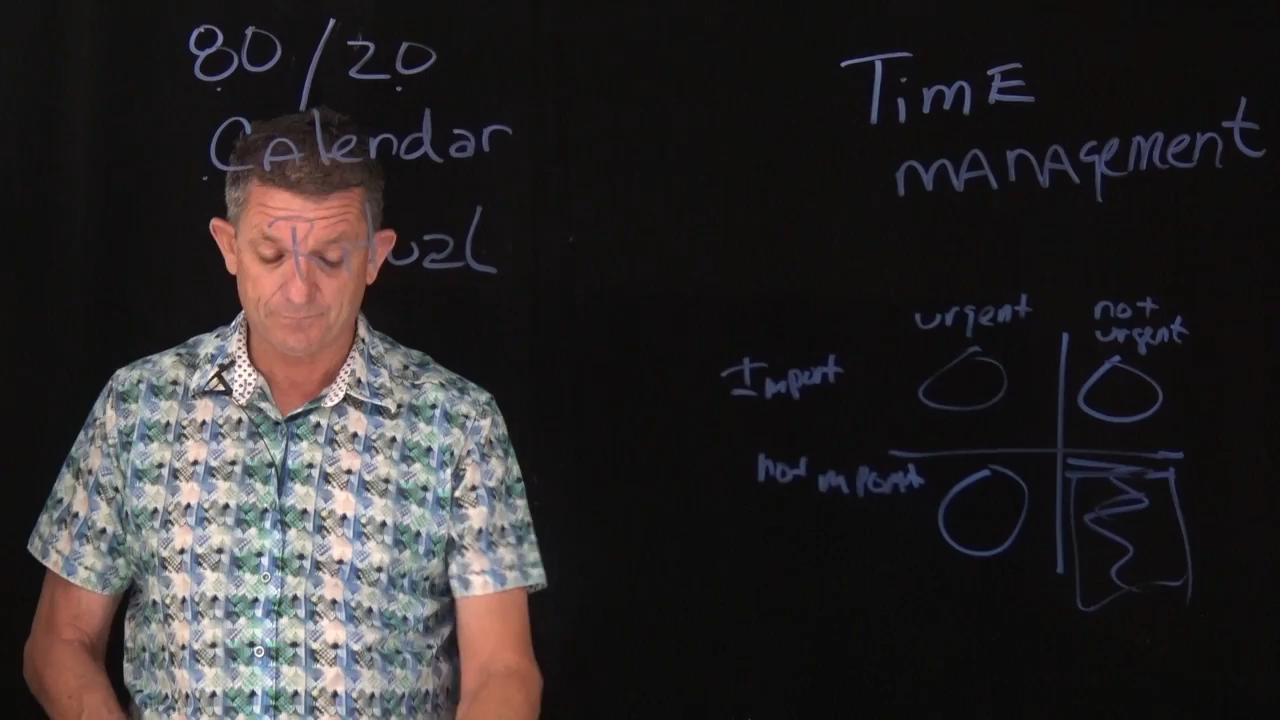 80/20
Calendar
Time
management
urgent
not
urgent
Import
not import